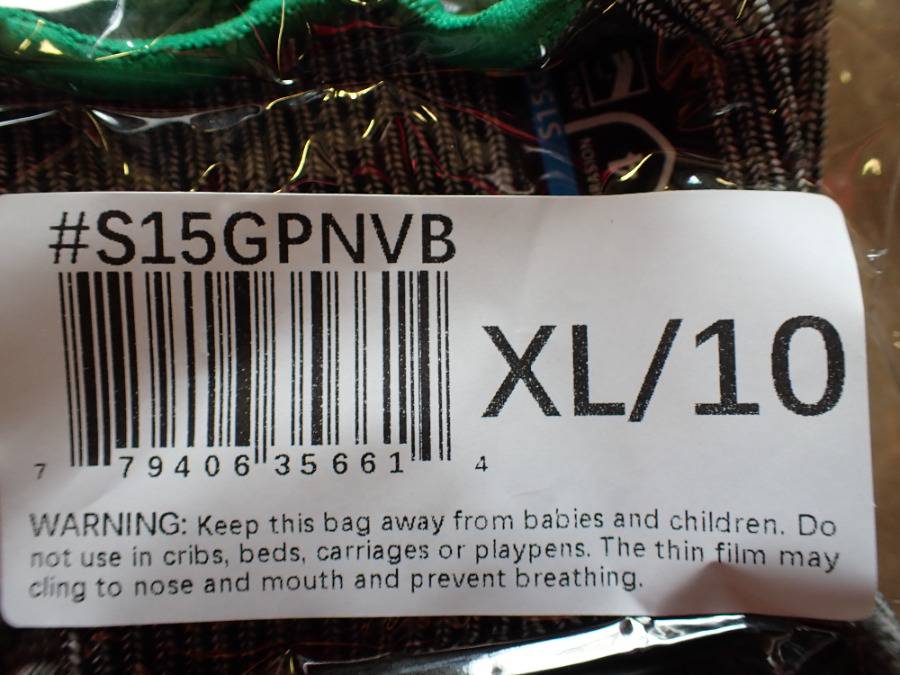 #S15GPNVB
XL/10
7 79406 35661 4
WARNING: Keep this bag away from babies and children. Do
not use in cribs, beds, carriages or playpens. The thin film may
cling to nose and mouth and prevent breathing.